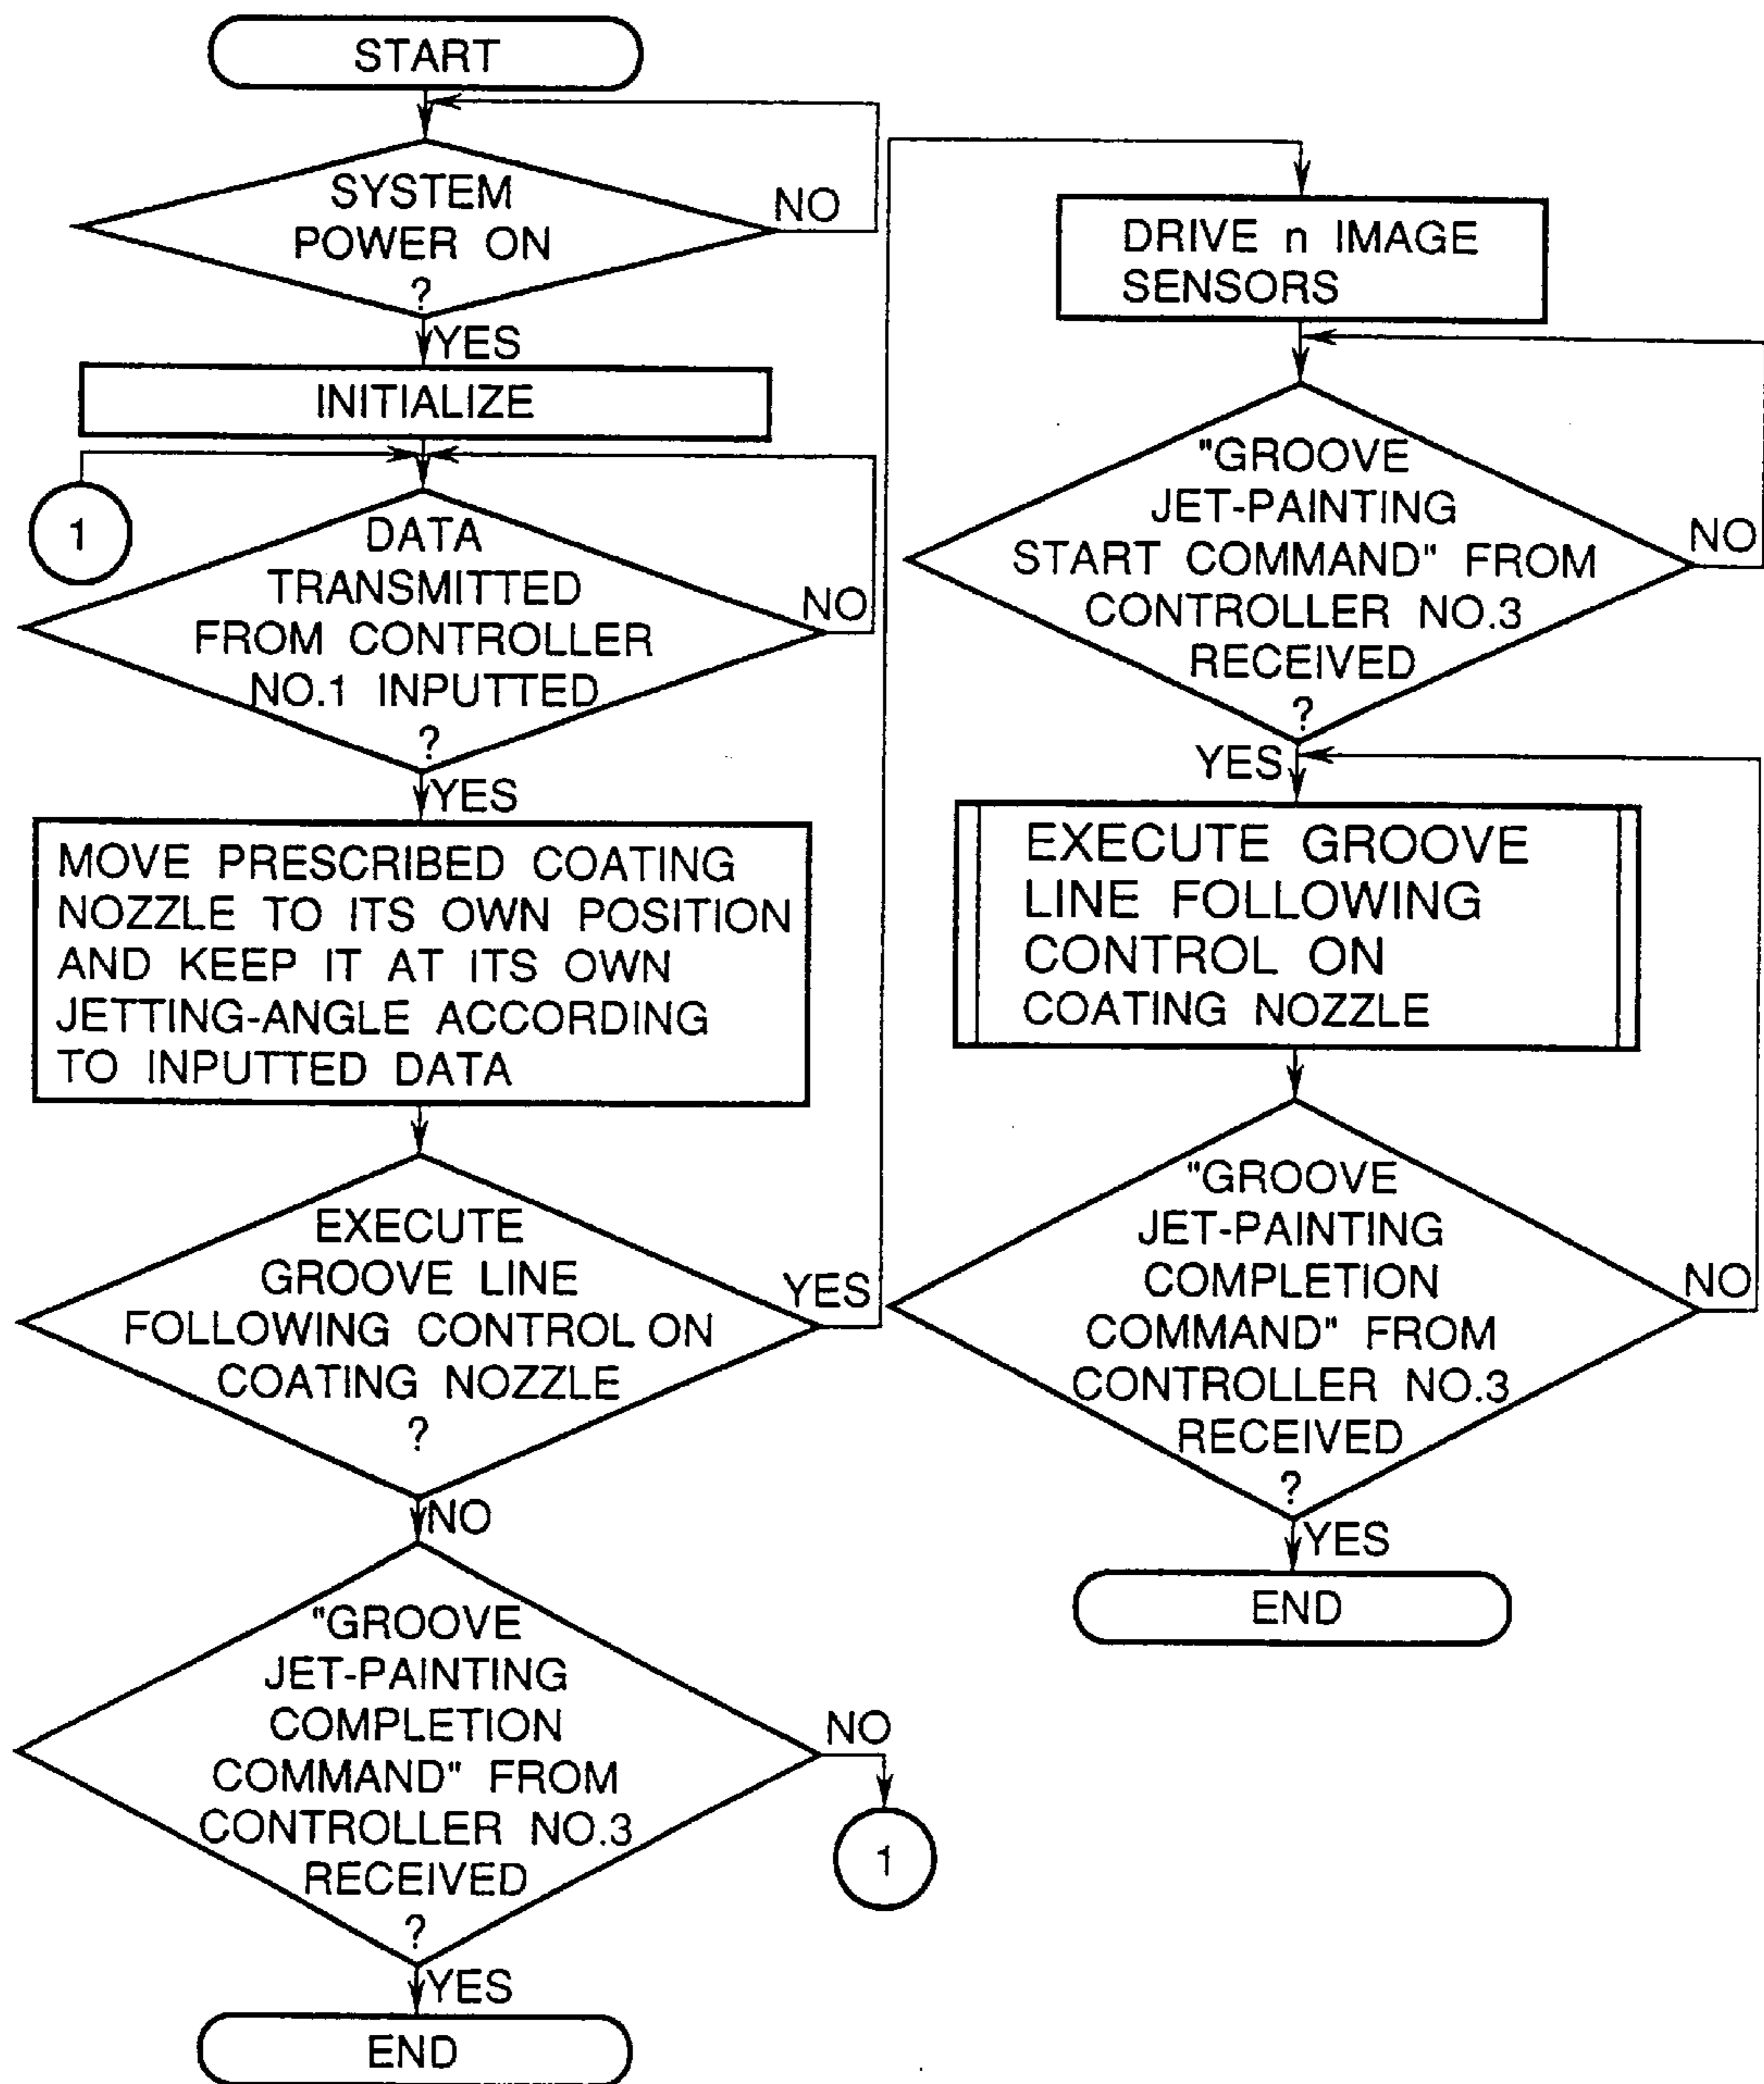 START
SYSTEM
POWER ON
?
NO
YES
INITIALIZE
1
DATA
TRANSMITTED
FROM CONTROLLER
NO.1 INPUTTED
?
NO
YES
MOVE PRESCRIBED COATING
NOZZLE TO ITS OWN POSITION
AND KEEP IT AT ITS OWN
JETTING-ANGLE ACCORDING
TO INPUTTED DATA
EXECUTE
GROOVE LINE
FOLLOWING CONTROL ON
COATING NOZZLE
?
YES
NO
"GROOVE
JET-PAINTING
COMPLETION
COMMAND" FROM
CONTROLLER NO.3
RECEIVED
?
NO
1
YES
END
DRIVE n IMAGE
SENSORS
"GROOVE
JET-PAINTING
START COMMAND" FROM
CONTROLLER NO.3
RECEIVED
?
NO
YES
EXECUTE GROOVE
LINE FOLLOWING
CONTROL ON
COATING NOZZLE
"GROOVE
JET-PAINTING
COMPLETION
COMMAND" FROM
CONTROLLER NO.3
RECEIVED
?
NO
YES
END